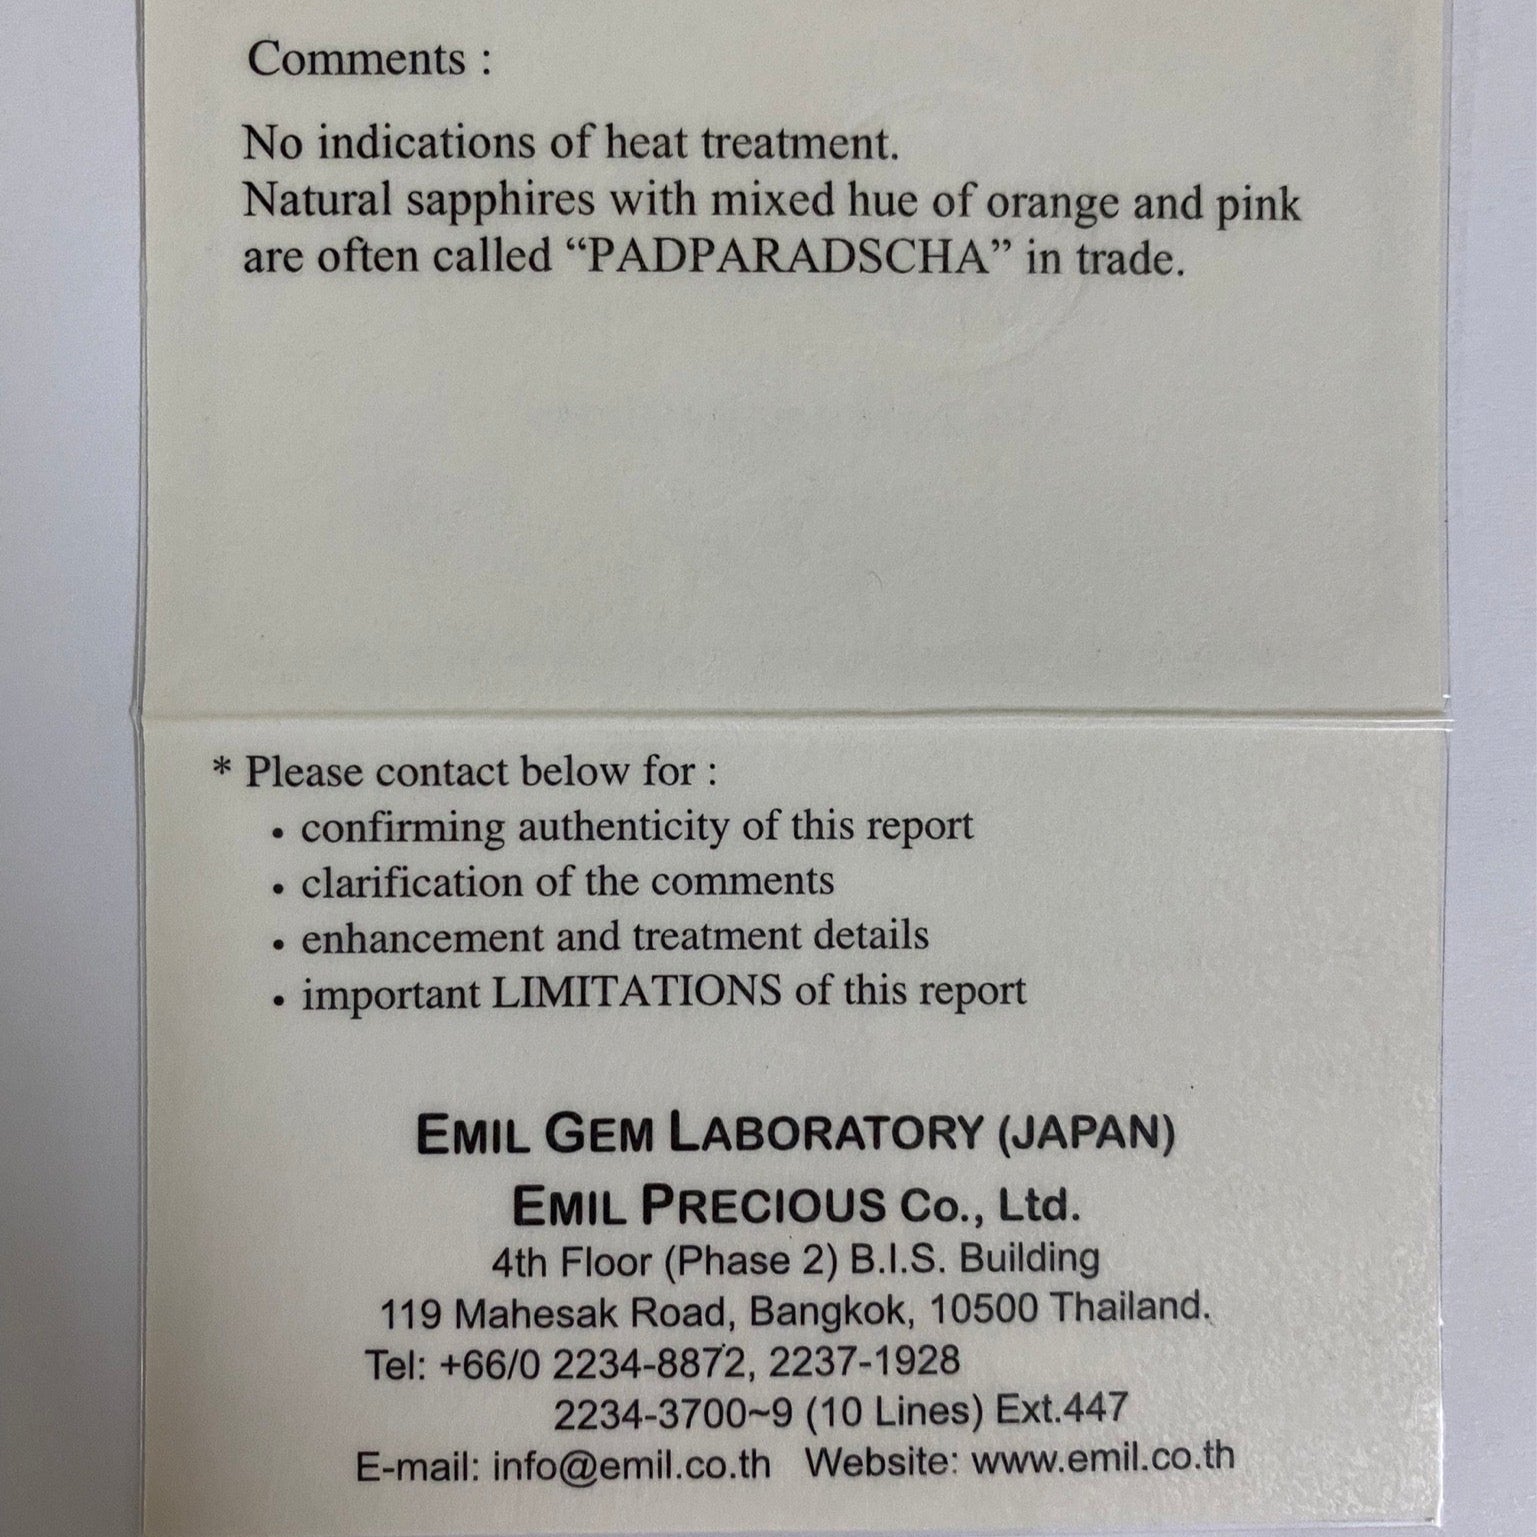 Comments :
No indications of heat treatment.
Natural sapphires with mixed hue of orange and pink
are often called “PADPARADSCHA” in trade.
* Please contact below for :
• confirming authenticity of this report
• clarification of the comments
• enhancement and treatment details
• important LIMITATIONS of this report
EMIL GEM LABORATORY (JAPAN)
EMIL PRECIOUS Co., Ltd.
4th Floor (Phase 2) B.I.S. Building
119 Mahesak Road, Bangkok, 10500 Thailand.
Tel: +66/0 2234-8872, 2237-1928
2234-3700~9 (10 Lines) Ext.447
E-mail: info@emil.co.th Website: www.emil.co.th